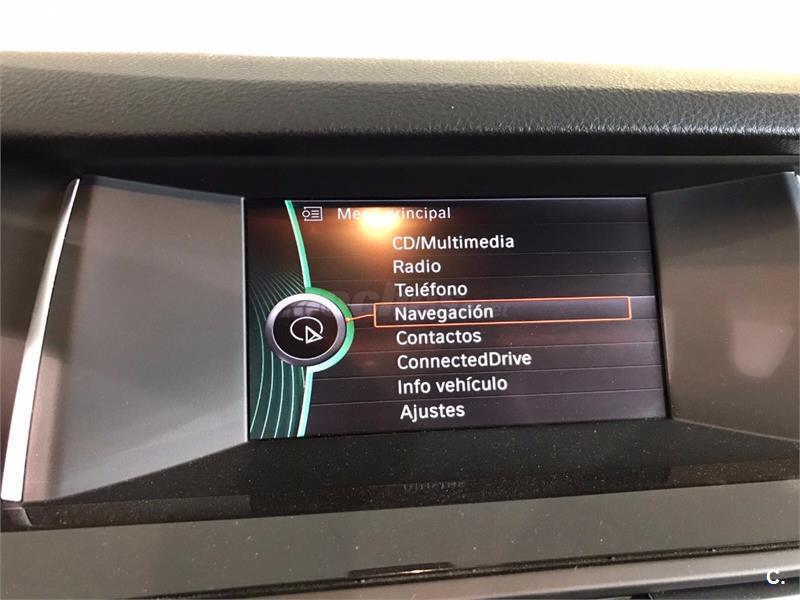 Menú principal
CD/Multimedia
Radio
Teléfono
Navegación
Contactos
ConnectedDrive
Info vehículo
Ajustes
C.